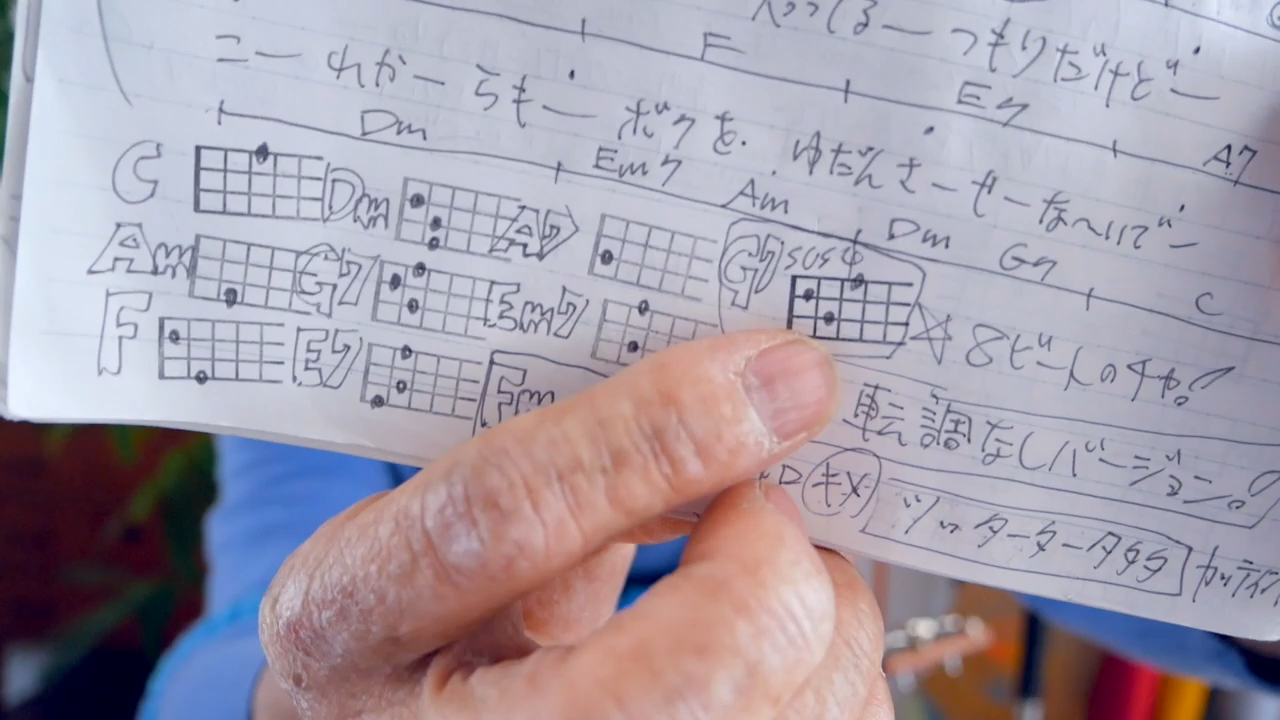 つもりだけどー
F E7 A7
こーれからもー ボクを. ゆださーせーなーいでー
Dm Em7 Am Dm G7 C
C Dm A7 G7 sus4
Am G7 Em7 ☆8ビートのチャ!
F E7 Fm 転調なしバージョン。
キメ ツッタータータタタ